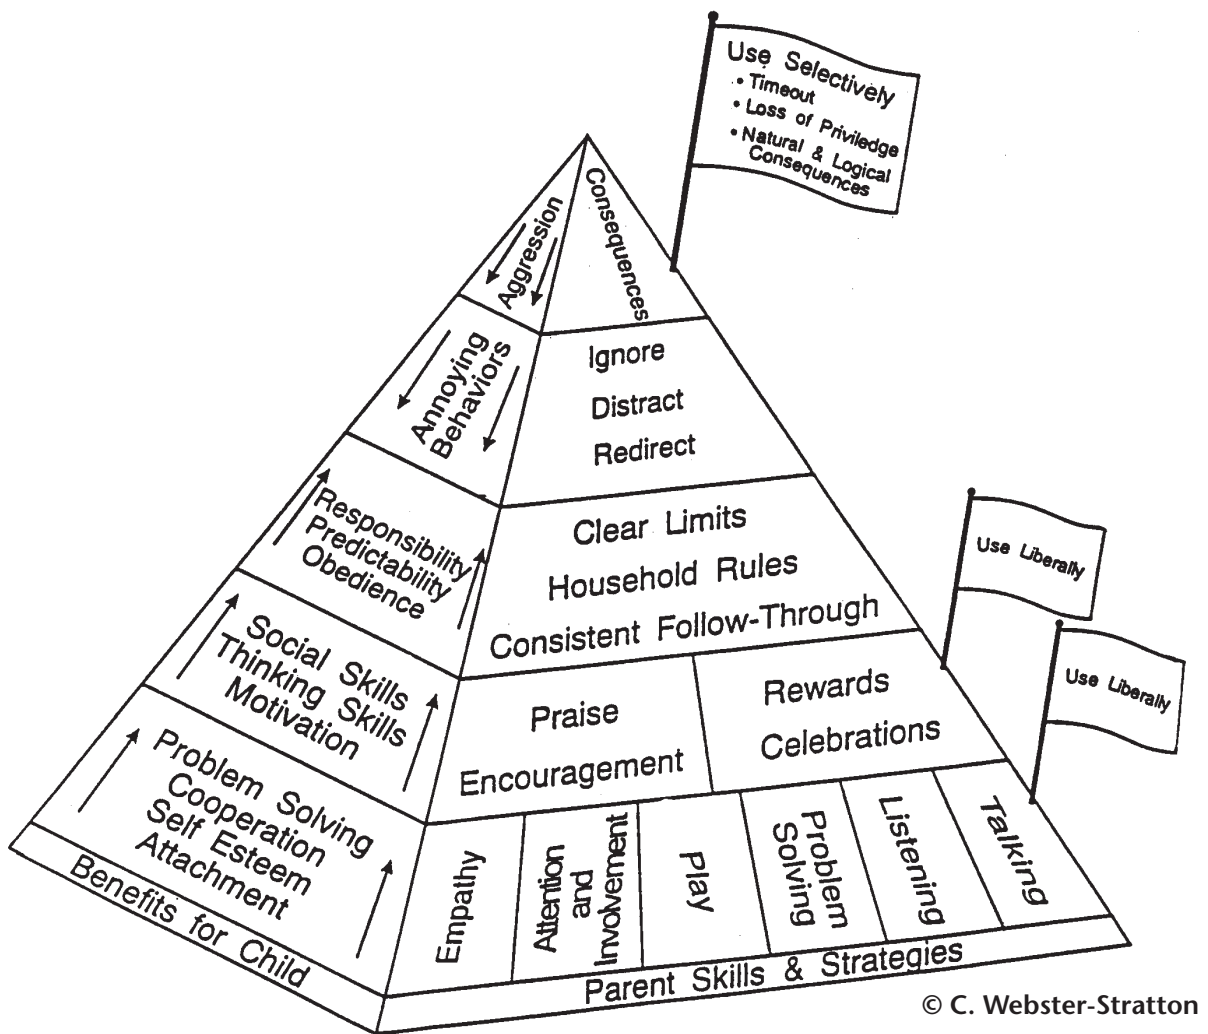 Use Selectively
• Timeout
• Loss of Priviledge
• Natural & Logical
Consequences
Aggression
Consequences
Annoying
Behaviors
Ignore
Distract
Redirect
Responsibility
Predictability
Obedience
Clear Limits
Household Rules
Consistent Follow-Through
Use Liberally
Social Skills
Thinking Skills
Motivation
Praise
Encouragement
Rewards
Celebrations
Use Liberally
Problem Solving
Cooperation
Self Esteem
Attachment
Empathy
Attention
and
Involvement
Play
Problem
Solving
Listening
Talking
Benefits for Child
Parent Skills & Strategies
© C. Webster-Stratton